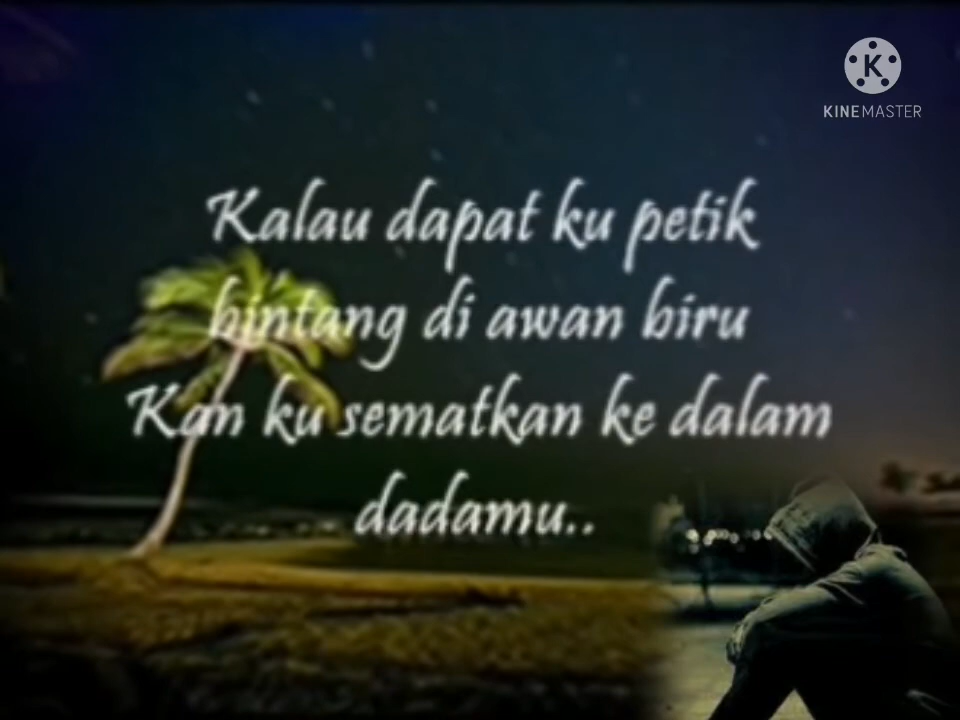 KINEMASTER
Kalau dapat ku petik
bintang di awan biru
Kan ku sematkan ke dalam
dadamu..